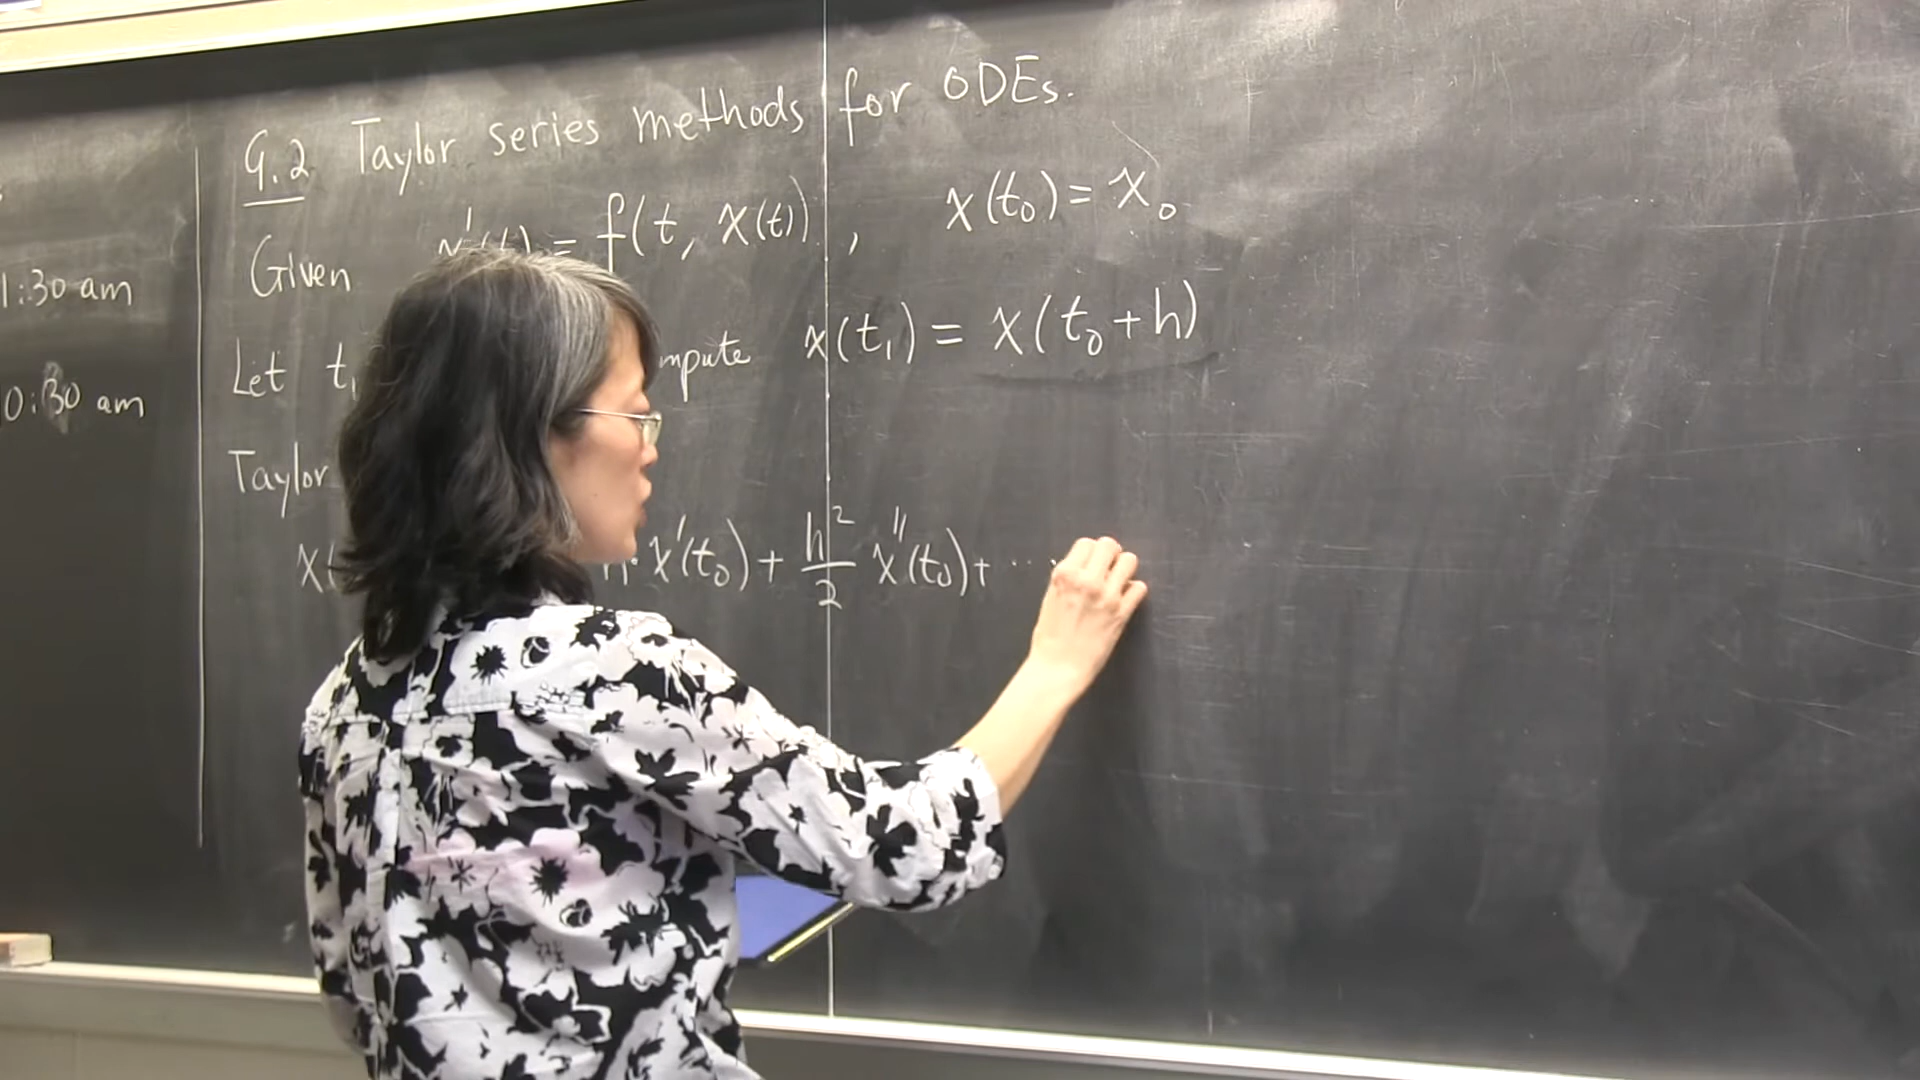 1:30 am
0:30 am
9.2 Taylor series methods for ODEs.
Given x'(t) = f(t, x(t)), x(t₀) = x₀
Let t₁ mpute x(t₁) = x(t₀+h)
Taylor
x( h· x'(t₀) + h²/2 x''(t₀) + ···